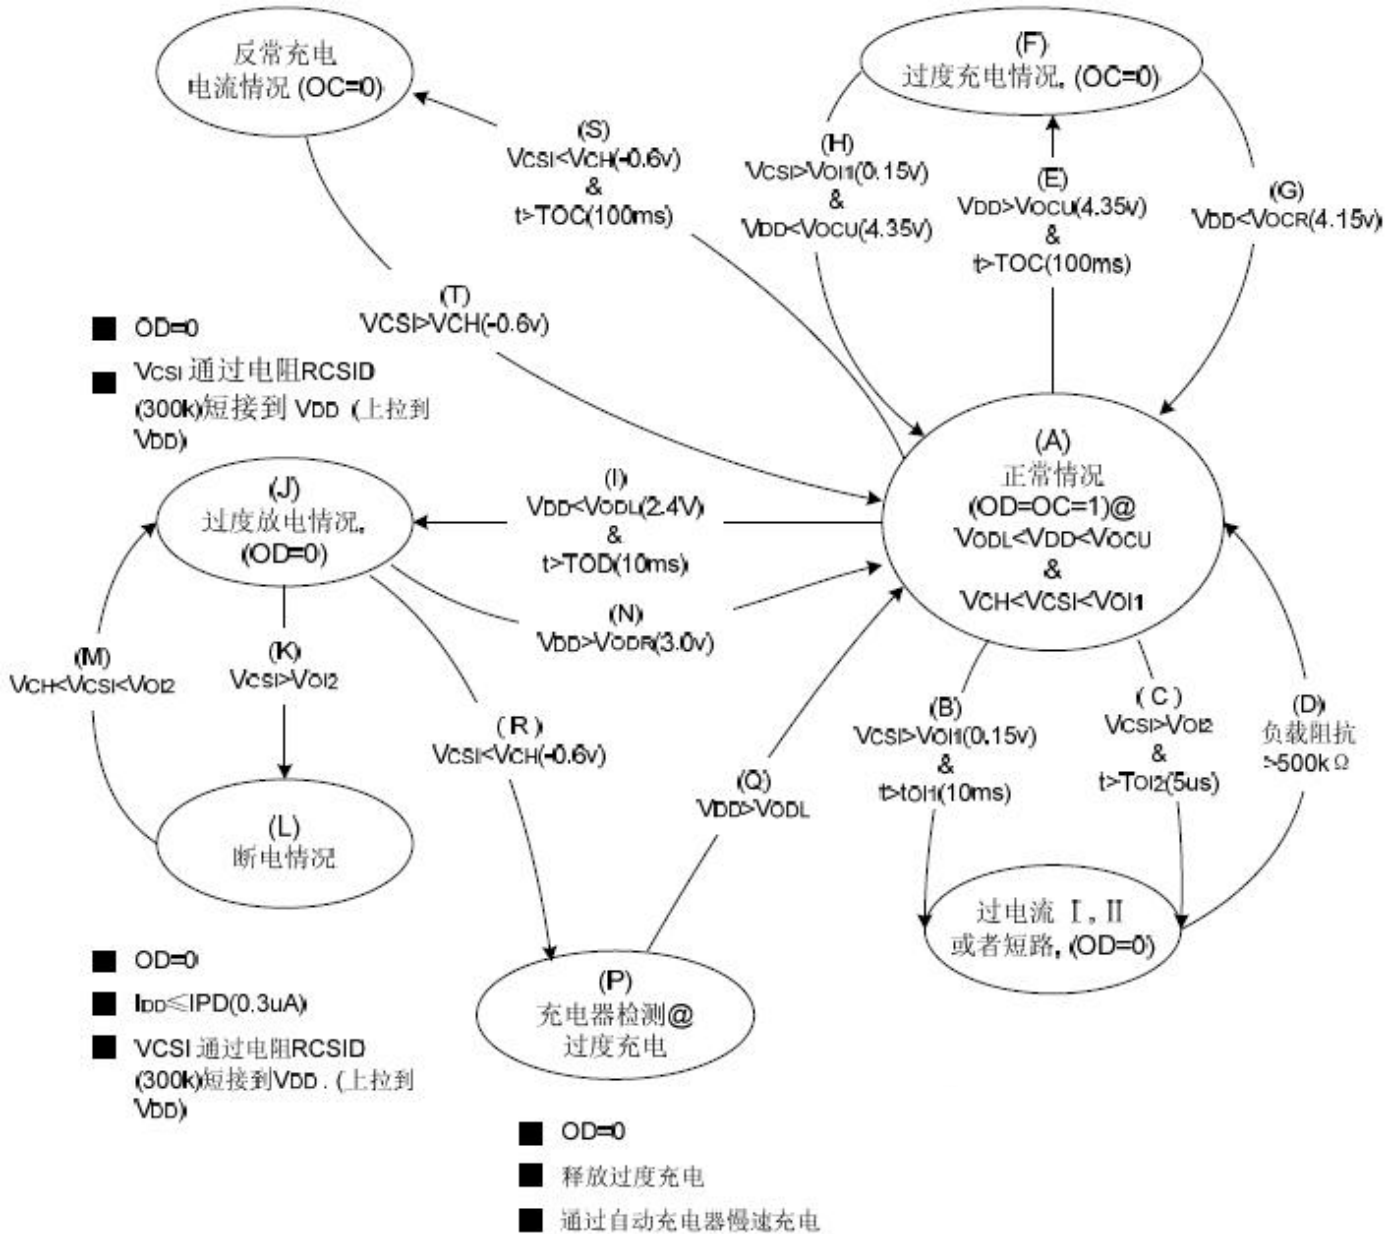 反常充电
电流情况 (OC=0)
(F)
过度充电情况, (OC=0)
(S)
VCSI<VCH(-0.6v)
&
t>TOC(100ms)
(H)
VCSI>VOI1(0.15v)
&
VDD<VOCU(4.35v)
(E)
VDD>VOCU(4.35v)
&
t>TOC(100ms)
(G)
VDD<VOCR(4.15v)
(T)
VCSI>VCH(-0.6v)
■ OD=0
■ VCSI 通过电阻RCSID
(300k)短接到 VDD (上拉到
VDD)
(A)
正常情况
(OD=OC=1)@
VODL<VDD<VOCU
&
VCH<VCSI<VOI1
(J)
过度放电情况,
(OD=0)
(I)
VDD<VODL(2.4V)
&
t>TOD(10ms)
(N)
VDD>VODR(3.0v)
(M)
VCH<VCSI<VOI2
(K)
VCSI>VOI2
(R)
VCSI<VCH(-0.6v)
(Q)
VDD>VODL
(B)
VCSI>VOI1(0.15v)
&
t>tOI1(10ms)
( C )
VCSI>VOI2
&
t>TOI2(5us)
(D)
负载阻抗
>500k Ω
(L)
断电情况
过电流 Ⅰ, Ⅱ
或者短路, (OD=0)
■ OD=0
■ IDD≤IPD(0.3uA)
■ VCSI 通过电阻RCSID
(300k)短接到VDD . (上拉到
VDD)
(P)
充电器检测@
过度充电
■ OD=0
■ 释放过度充电
■ 通过自动充电器慢速充电